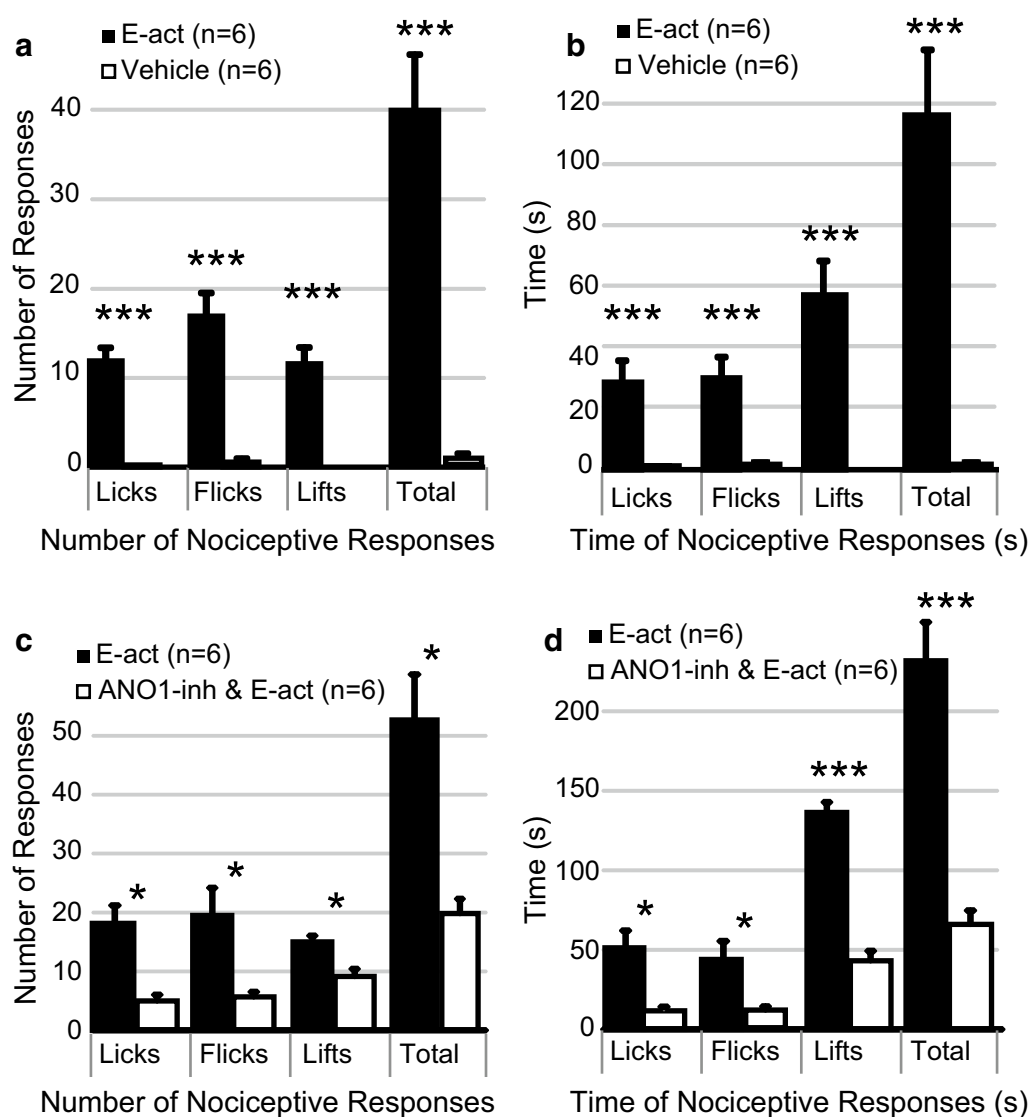 a
■ E-act (n=6)
□ Vehicle (n=6)
***
***
***
***
Number of Responses
40
30
20
10
0
Licks
Flicks
Lifts
Total
Number of Nociceptive Responses
b
■ E-act (n=6)
□ Vehicle (n=6)
***
***
***
***
Time (s)
120
100
80
60
40
20
0
Licks
Flicks
Lifts
Total
Time of Nociceptive Responses (s)
c
■ E-act (n=6)
□ ANO1-inh & E-act (n=6)
*
*
*
*
Number of Responses
50
40
30
20
10
0
Licks
Flicks
Lifts
Total
Number of Nociceptive Responses
d
■ E-act (n=6)
□ ANO1-inh & E-act (n=6)
*
*
***
***
Time (s)
200
150
100
50
0
Licks
Flicks
Lifts
Total
Time of Nociceptive Responses (s)